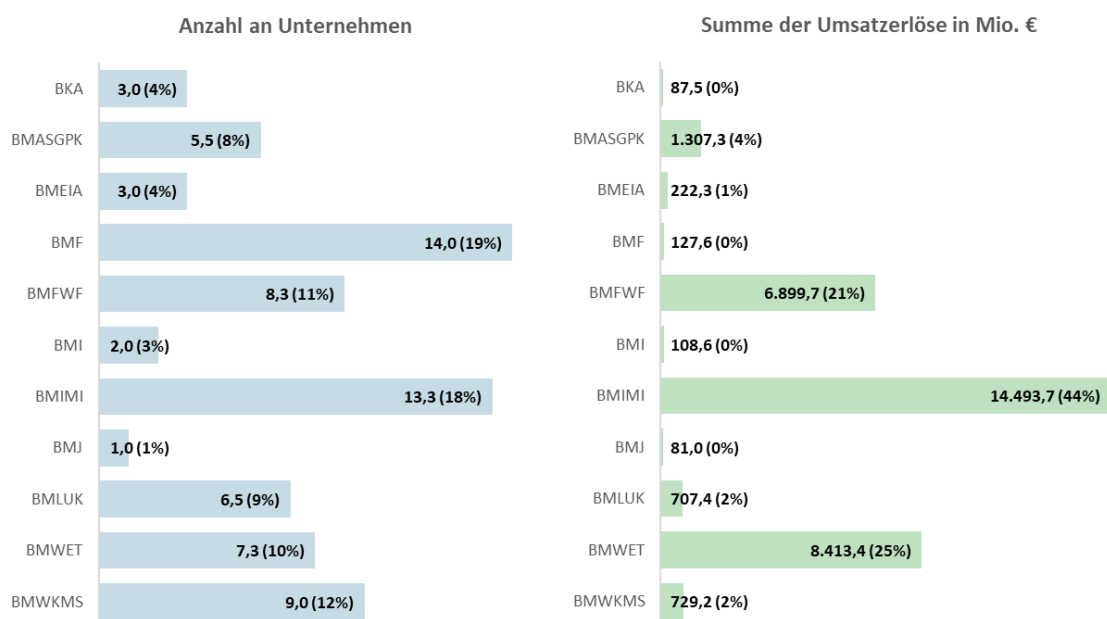 Anzahl an Unternehmen
BKA 3,0 (4%)
BMASGPK 5,5 (8%)
BMEIA 3,0 (4%)
BMF 14,0 (19%)
BMFWF 8,3 (11%)
BMI 2,0 (3%)
BMIMI 13,3 (18%)
BMJ 1,0 (1%)
BMLUK 6,5 (9%)
BMWET 7,3 (10%)
BMWKMS 9,0 (12%)
Summe der Umsatzerlöse in Mio. €
BKA 87,5 (0%)
BMASGPK 1.307,3 (4%)
BMEIA 222,3 (1%)
BMF 127,6 (0%)
BMFWF 6.899,7 (21%)
BMI 108,6 (0%)
BMIMI 14.493,7 (44%)
BMJ 81,0 (0%)
BMLUK 707,4 (2%)
BMWET 8.413,4 (25%)
BMWKMS 729,2 (2%)